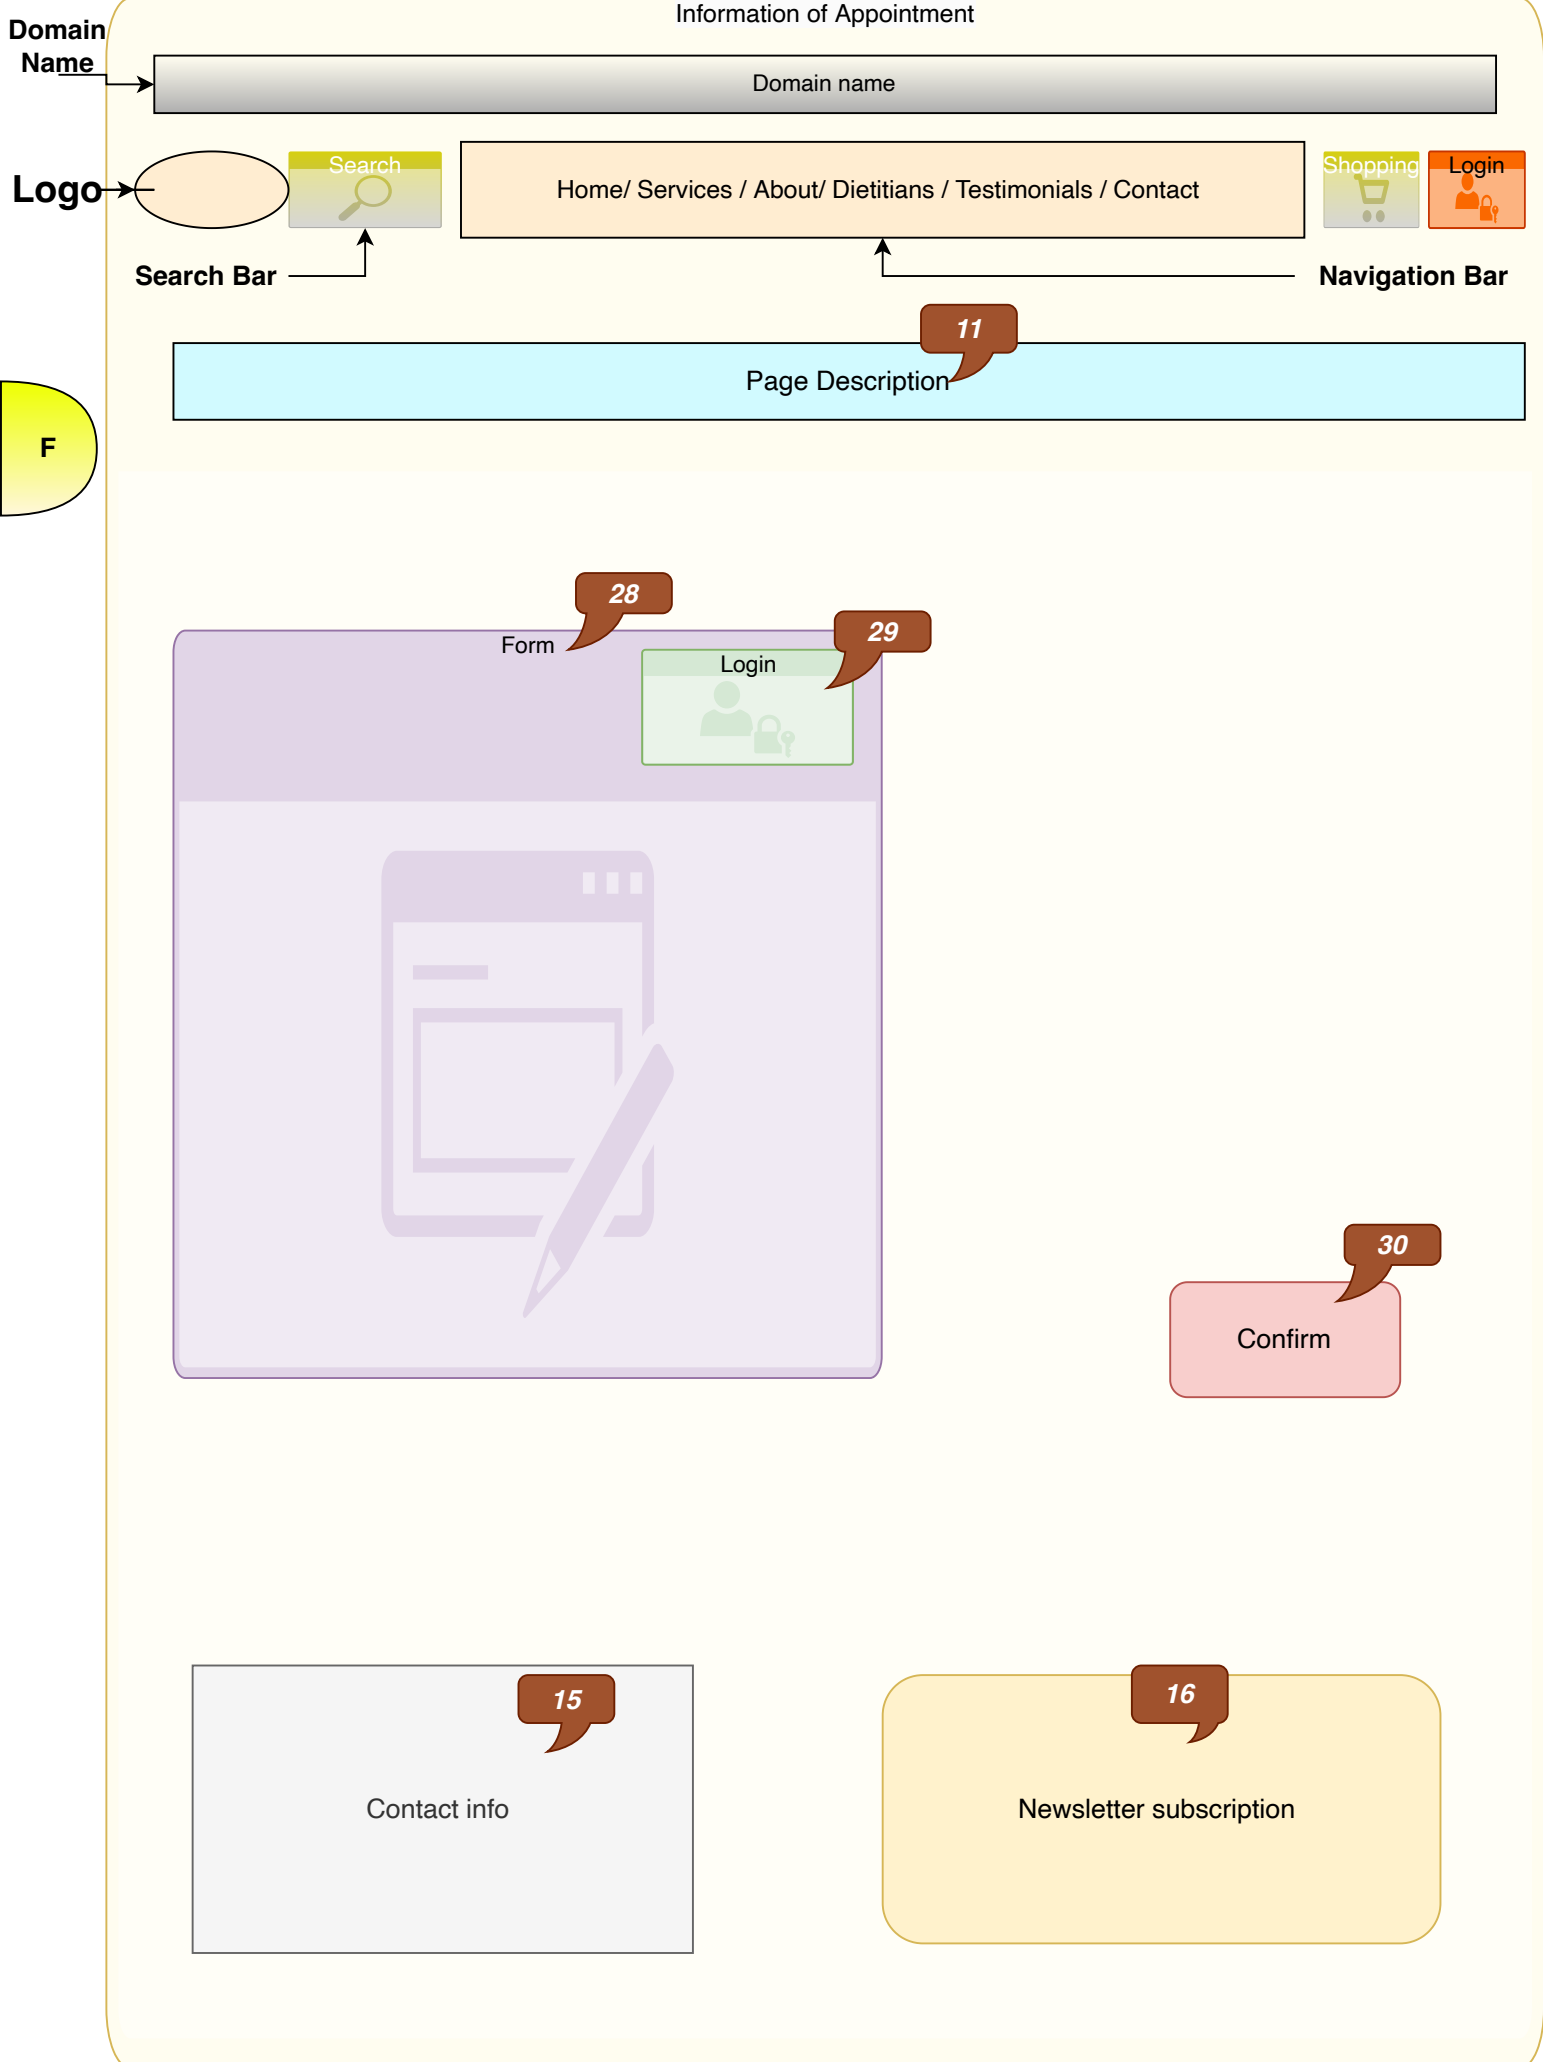 Information of Appointment
Domain
Name
Domain name
Logo
Search
Home/ Services / About/ Dietitians / Testimonials / Contact
Shopping
Login
Search Bar
Navigation Bar
11
Page Description
F
28
Form
29
Login
30
Confirm
15
Contact info
16
Newsletter subscription